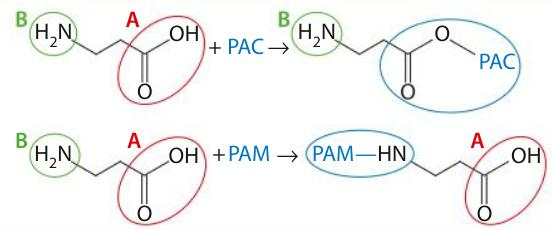 B A
H₂N OH + PAC → B H₂N O PAC
O O
B A
H₂N OH + PAM → PAM—HN A OH
O O